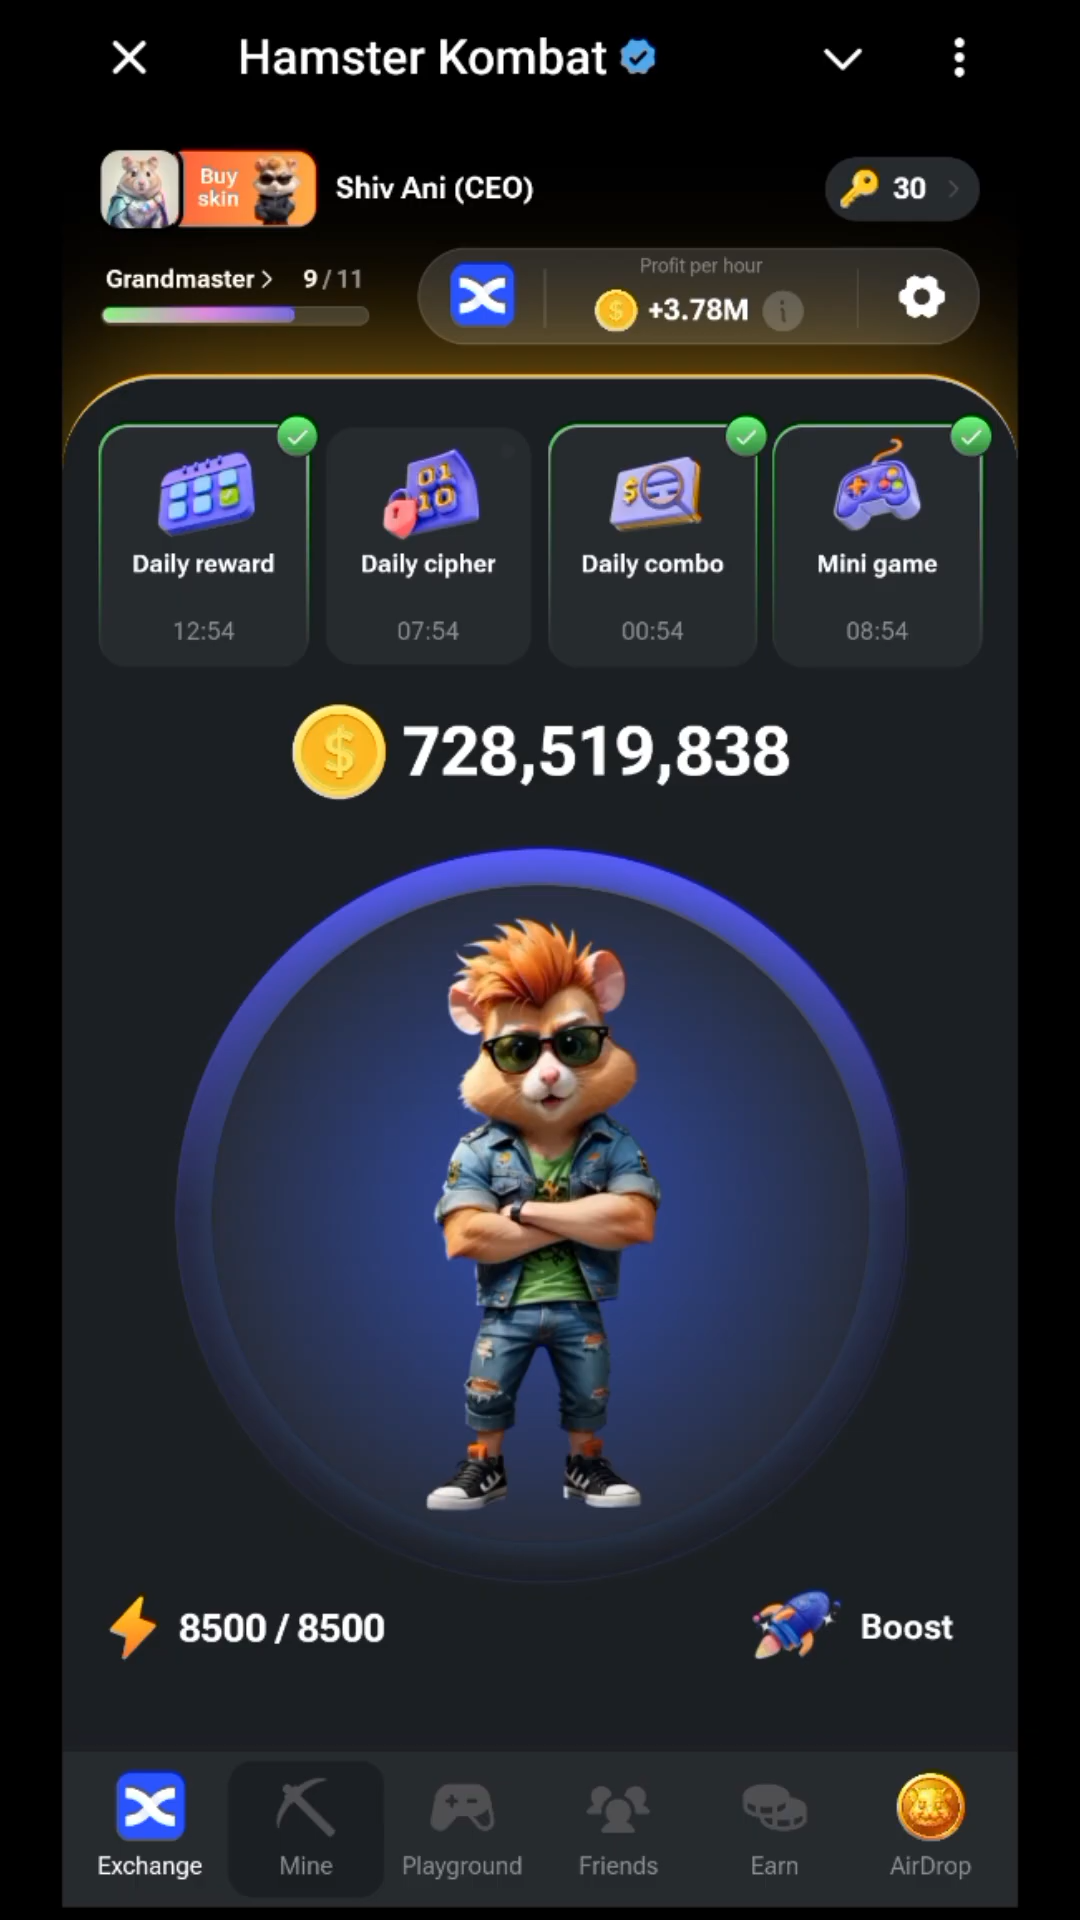 Hamster Kombat
Buy
skin
Shiv Ani (CEO)
30
Grandmaster
9/11
Profit per hour
+3.78M
Daily reward
12:54
Daily cipher
07:54
Daily combo
00:54
Mini game
08:54
728,519,838
8500 / 8500
Boost
Exchange
Mine
Playground
Friends
Earn
AirDrop